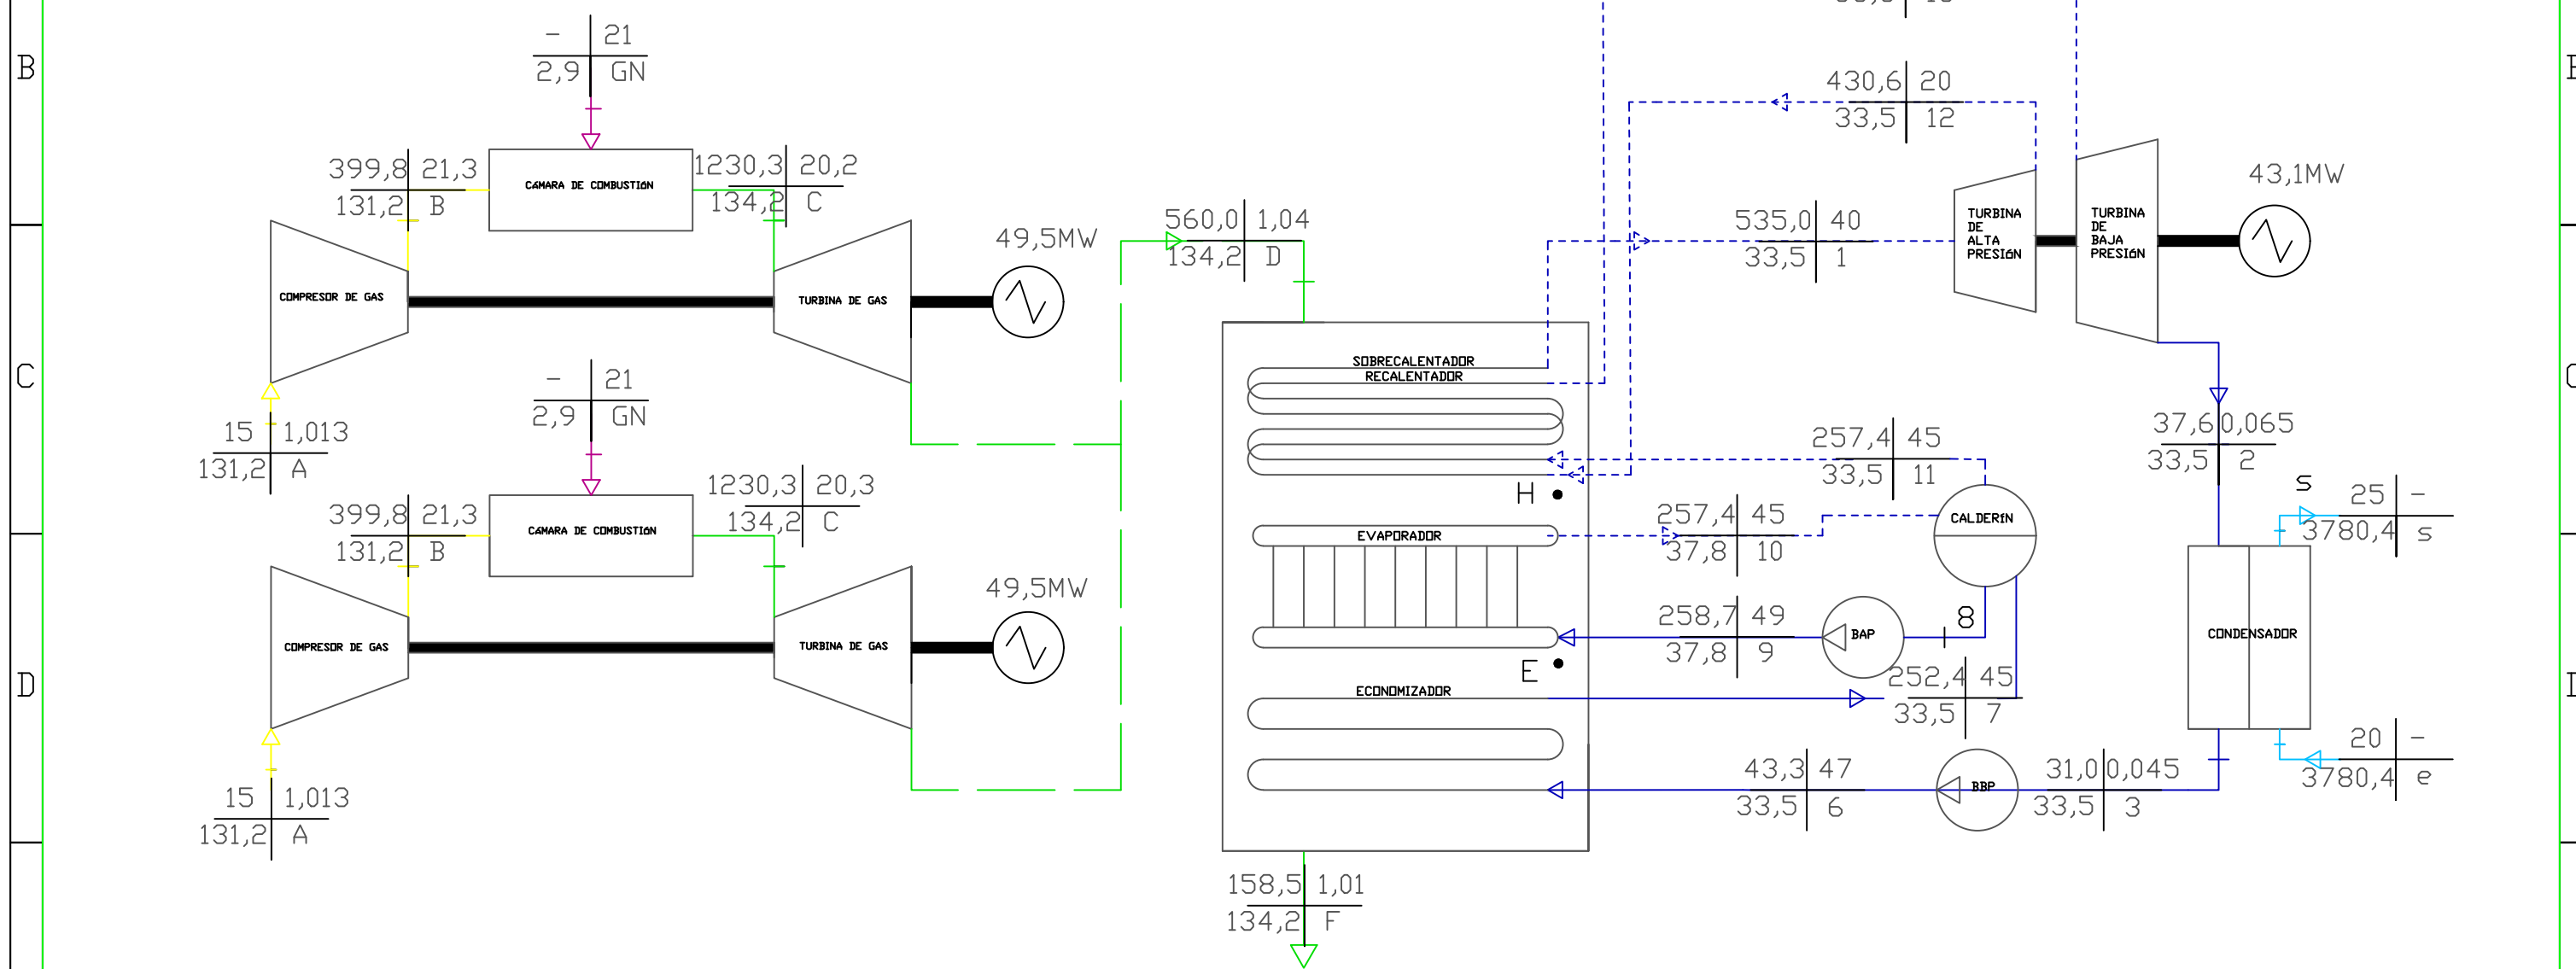 B
- 21
2,9 GN
430,6 20
33,5 12
399,8 21,3
131,2 B
CÁMARA DE COMBUSTIÓN
1230,3 20,2
134,2 C
43,1MW
560,0 1,04
134,2 D
535,0 40
33,5 1
TURBINA
DE
ALTA
PRESIÓN
TURBINA
DE
BAJA
PRESIÓN
49,5MW
COMPRESOR DE GAS
TURBINA DE GAS
C
- 21
2,9 GN
SOBRECALENTADOR
RECALENTADOR
15 1,013
131,2 A
257,4 45
33,5 11
37,6 0,065
33,5 2
399,8 21,3
131,2 B
CÁMARA DE COMBUSTIÓN
1230,3 20,3
134,2 C
H
s
25 -
3780,4 s
257,4 45
37,8 10
EVAPORADOR
CALDERÍN
49,5MW
COMPRESOR DE GAS
TURBINA DE GAS
258,7 49
37,8 9
BAP
8
CONDENSADOR
D
E
ECONOMIZADOR
252,4 45
33,5 7
15 1,013
131,2 A
43,3 47
33,5 6
BBP
31,0 0,045
33,5 3
20 -
3780,4 e
158,5 1,01
134,2 F